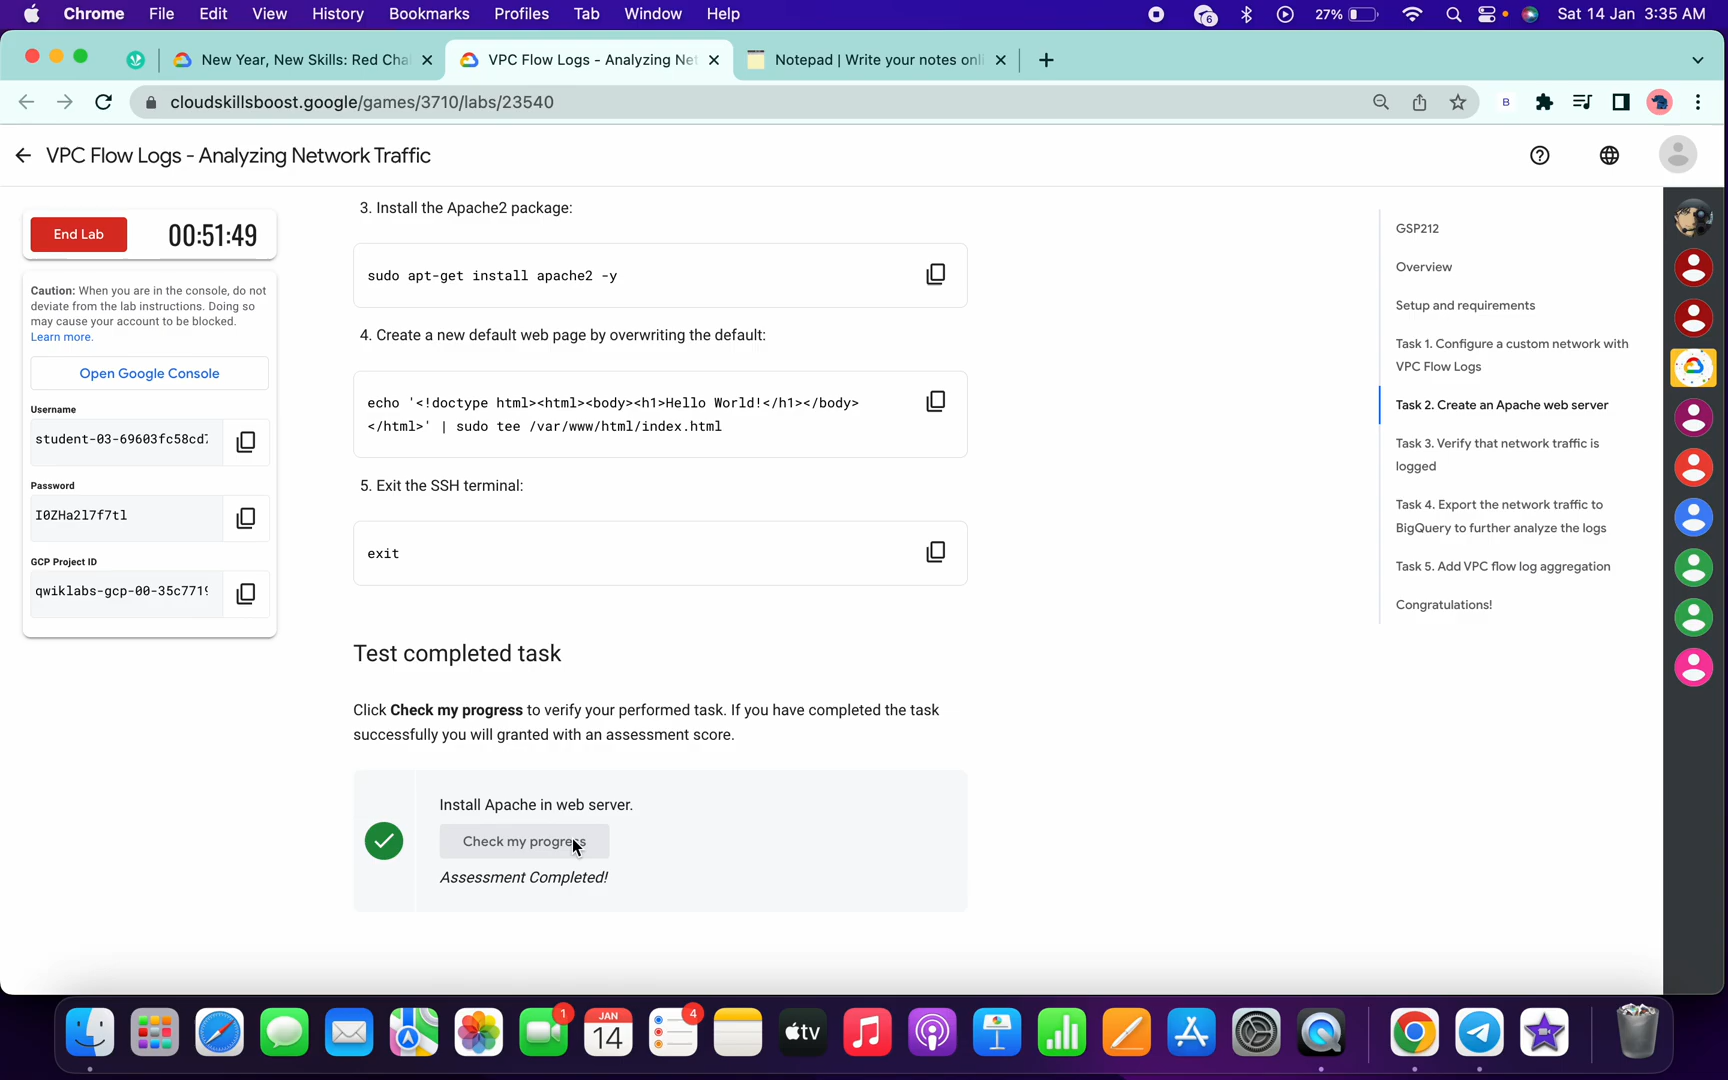 Chrome File Edit View History Bookmarks Profiles Tab Window Help 6 27% Sat 14 Jan 3:35 AM
New Year, New Skills: Red Cha VPC Flow Logs - Analyzing Net Notepad | Write your notes onli
cloudskillsboost.google/games/3710/labs/23540 B
VPC Flow Logs - Analyzing Network Traffic
End Lab 00:51:49
Caution: When you are in the console, do not
deviate from the lab instructions. Doing so
may cause your account to be blocked.
Learn more.
Open Google Console
Username
student-03-69603fc58cd7
Password
I0ZHa2l7f7tl
GCP Project ID
qwiklabs-gcp-00-35c7719
3. Install the Apache2 package:
sudo apt-get install apache2 -y
4. Create a new default web page by overwriting the default:
echo '<!doctype html><html><body><h1>Hello World!</h1></body>
</html>' | sudo tee /var/www/html/index.html
5. Exit the SSH terminal:
exit
Test completed task
Click Check my progress to verify your performed task. If you have completed the task
successfully you will granted with an assessment score.
Install Apache in web server.
Check my progress
Assessment Completed!
GSP212
Overview
Setup and requirements
Task 1. Configure a custom network with
VPC Flow Logs
Task 2. Create an Apache web server
Task 3. Verify that network traffic is
logged
Task 4. Export the network traffic to
BigQuery to further analyze the logs
Task 5. Add VPC flow log aggregation
Congratulations!
1 JAN 14 4 tv